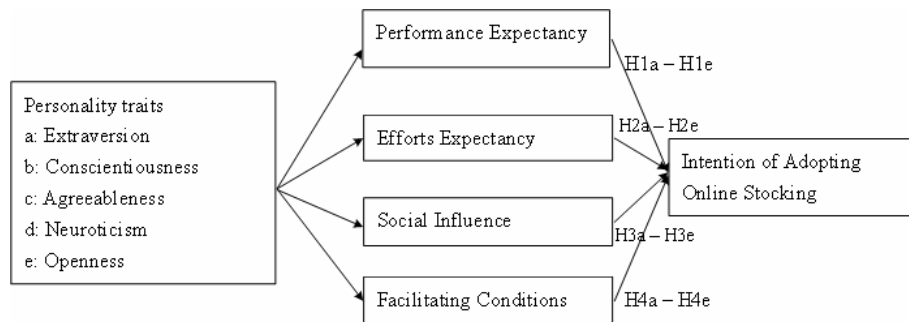 Performance Expectancy
H1a – H1e
Personality traits
a: Extraversion
b: Conscientiousness
c: Agreeableness
d: Neuroticism
e: Openness
Efforts Expectancy
H2a – H2e
Social Influence
H3a – H3e
Facilitating Conditions
H4a – H4e
Intention of Adopting
Online Stocking